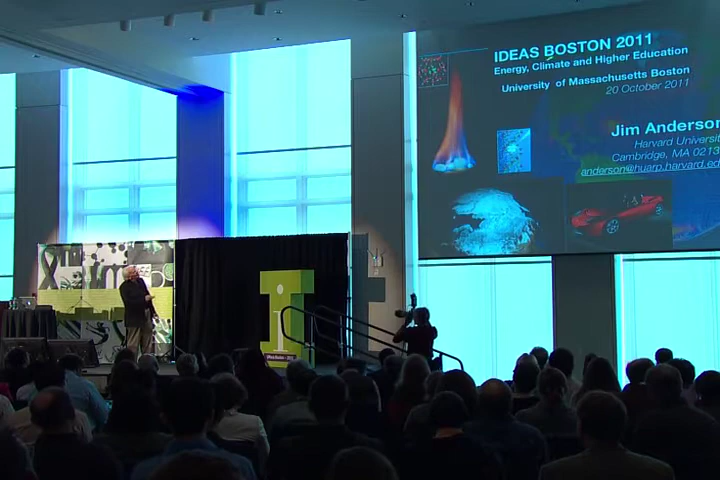 IDEAS BOSTON 2011
Energy, Climate and Higher Education
University of Massachusetts Boston
20 October 2011
Jim Anderson
Harvard Universit
Cambridge, MA 0213
anderson@huarp.harvard.ed